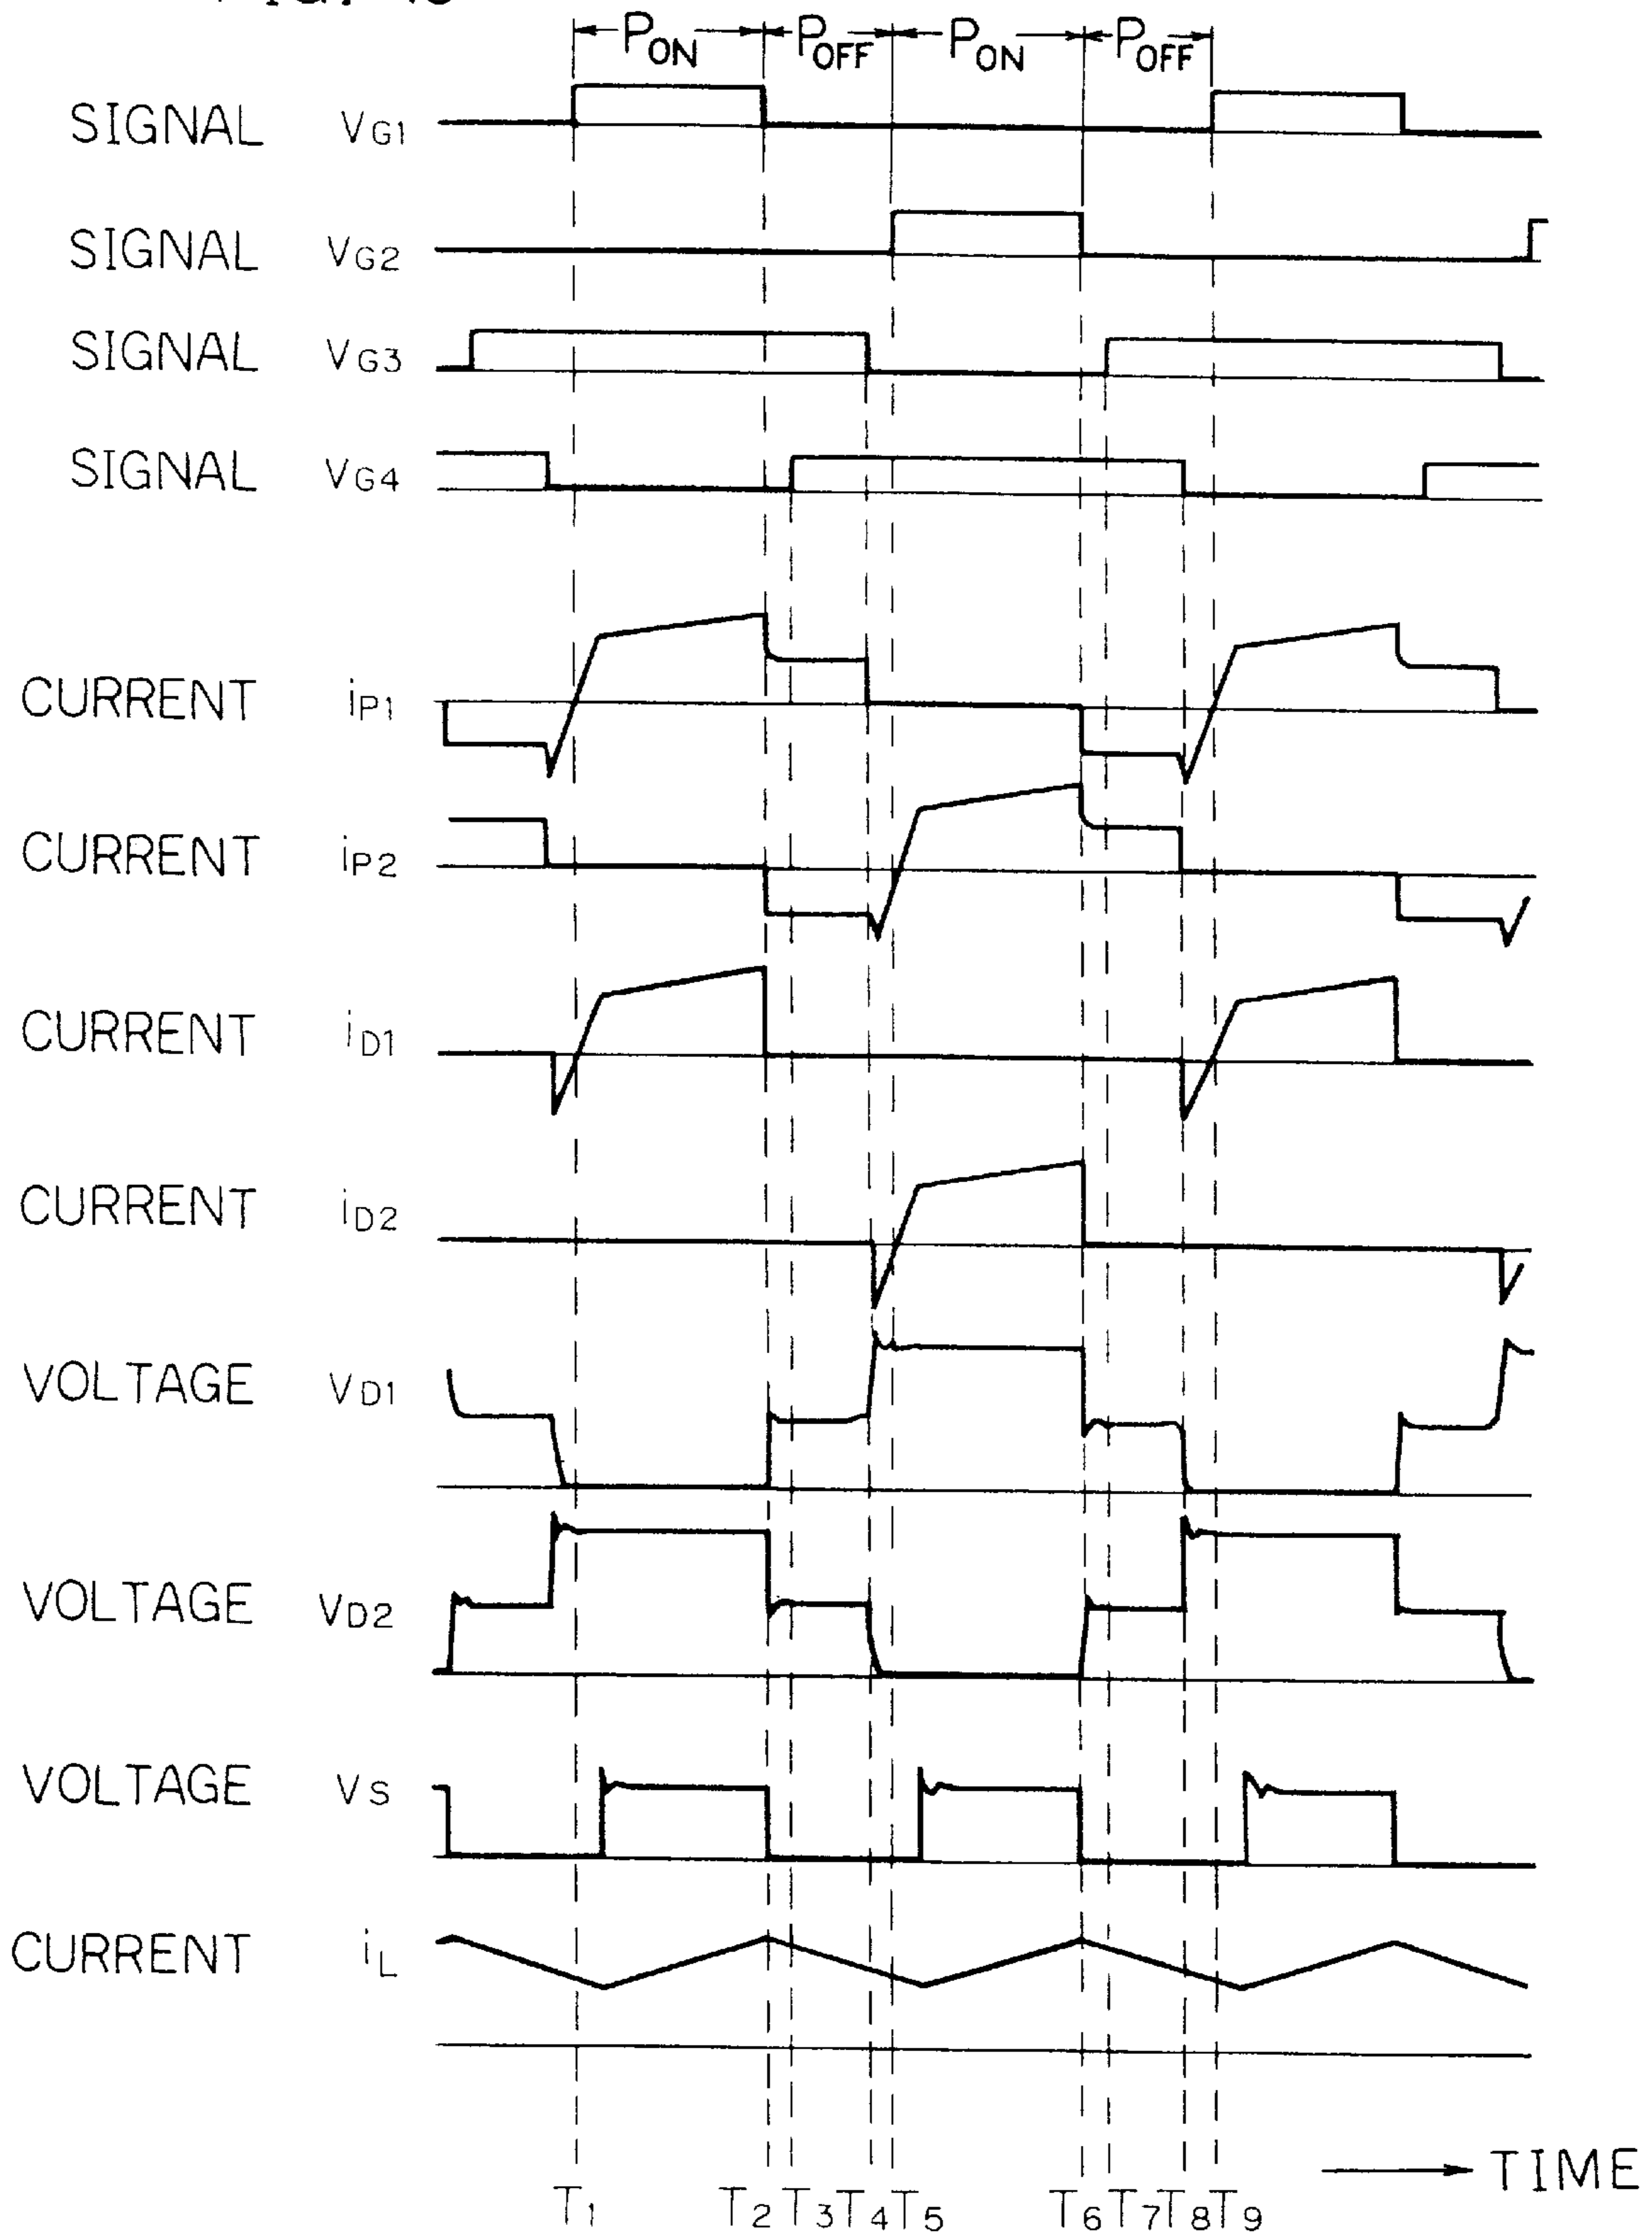 PON POFF PON POFF
SIGNAL VG1
SIGNAL VG2
SIGNAL VG3
SIGNAL VG4
CURRENT iP1
CURRENT iP2
CURRENT iD1
CURRENT iD2
VOLTAGE VD1
VOLTAGE VD2
VOLTAGE VS
CURRENT iL
TIME
T1 T2 T3 T4 T5 T6 T7 T8 T9